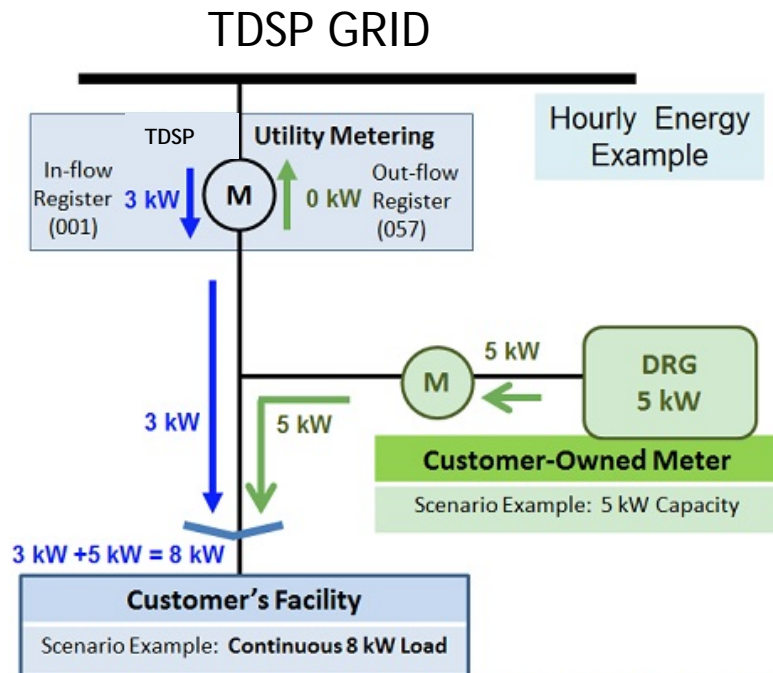 TDSP GRID
Hourly Energy
Example
TDSP
Utility Metering
In-flow
Register
(001)
3 kW
M
0 kW
Out-flow
Register
(057)
5 kW
M
DRG
5 kW
3 kW
5 kW
Customer-Owned Meter
Scenario Example: 5 kW Capacity
3 kW +5 kW = 8 kW
Customer's Facility
Scenario Example: Continuous 8 kW Load